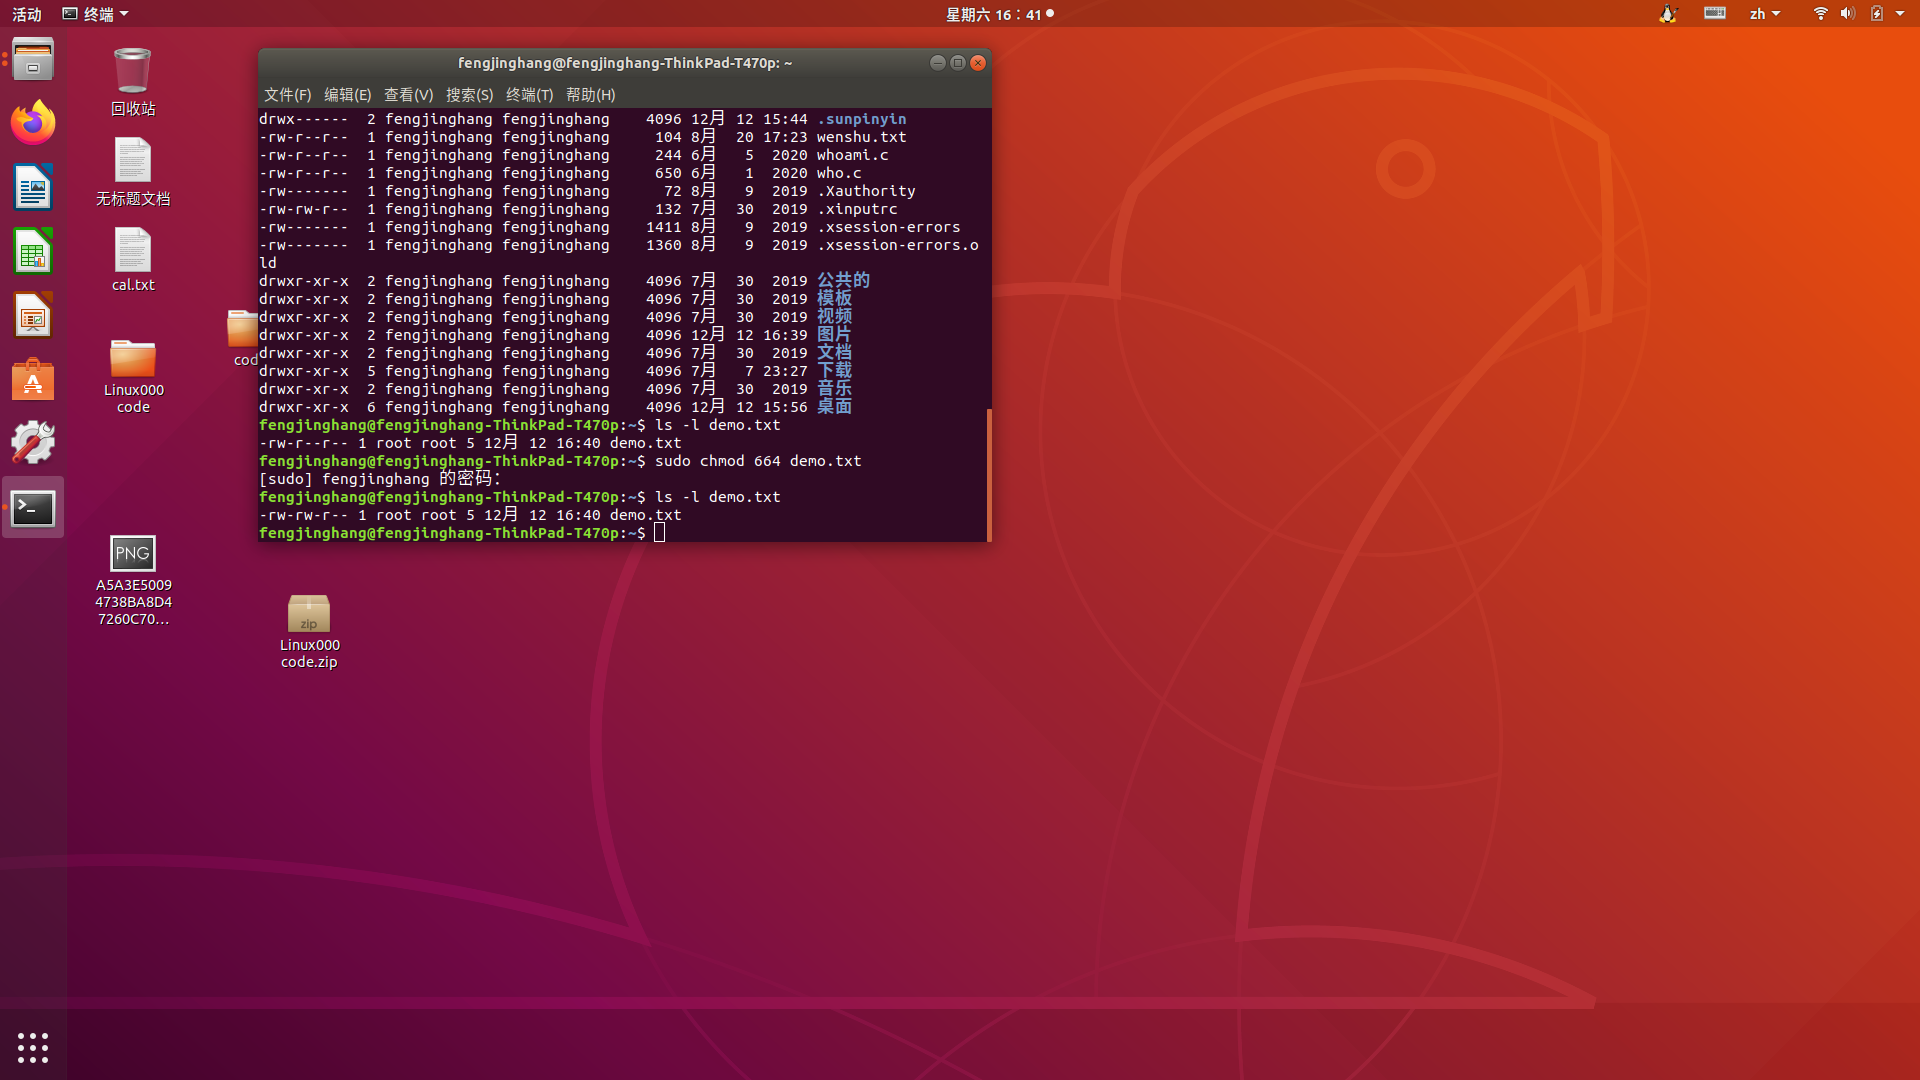 活动 终端 星期六 16：41 zh
回收站
无标题文档
cal.txt
Linux000
code
cod
PNG
A5A3E5009
4738BA8D4
7260C70...
zip
Linux000
code.zip
fengjinghang@fengjinghang-ThinkPad-T470p: ~
文件(F) 编辑(E) 查看(V) 搜索(S) 终端(T) 帮助(H)
drwx------  2 fengjinghang fengjinghang    4096 12月 12 15:44 .sunpinyin
-rw-r--r--  1 fengjinghang fengjinghang     104 8月  20 17:23 wenshu.txt
-rw-r--r--  1 fengjinghang fengjinghang     244 6月   5  2020 whoami.c
-rw-r--r--  1 fengjinghang fengjinghang     650 6月   1  2020 who.c
-rw-------  1 fengjinghang fengjinghang      72 8月   9  2019 .Xauthority
-rw-rw-r--  1 fengjinghang fengjinghang     132 7月  30  2019 .xinputrc
-rw-------  1 fengjinghang fengjinghang    1411 8月   9  2019 .xsession-errors
-rw-------  1 fengjinghang fengjinghang    1360 8月   9  2019 .xsession-errors.o
ld
drwxr-xr-x  2 fengjinghang fengjinghang    4096 7月  30  2019 公共的
drwxr-xr-x  2 fengjinghang fengjinghang    4096 7月  30  2019 模板
drwxr-xr-x  2 fengjinghang fengjinghang    4096 7月  30  2019 视频
drwxr-xr-x  2 fengjinghang fengjinghang    4096 12月 12 16:39 图片
drwxr-xr-x  2 fengjinghang fengjinghang    4096 7月  30  2019 文档
drwxr-xr-x  5 fengjinghang fengjinghang    4096 7月   7 23:27 下载
drwxr-xr-x  2 fengjinghang fengjinghang    4096 7月  30  2019 音乐
drwxr-xr-x  6 fengjinghang fengjinghang    4096 12月 12 15:56 桌面
fengjinghang@fengjinghang-ThinkPad-T470p:~$ ls -l demo.txt
-rw-r--r-- 1 root root 5 12月 12 16:40 demo.txt
fengjinghang@fengjinghang-ThinkPad-T470p:~$ sudo chmod 664 demo.txt
[sudo] fengjinghang 的密码：
fengjinghang@fengjinghang-ThinkPad-T470p:~$ ls -l demo.txt
-rw-rw-r-- 1 root root 5 12月 12 16:40 demo.txt
fengjinghang@fengjinghang-ThinkPad-T470p:~$